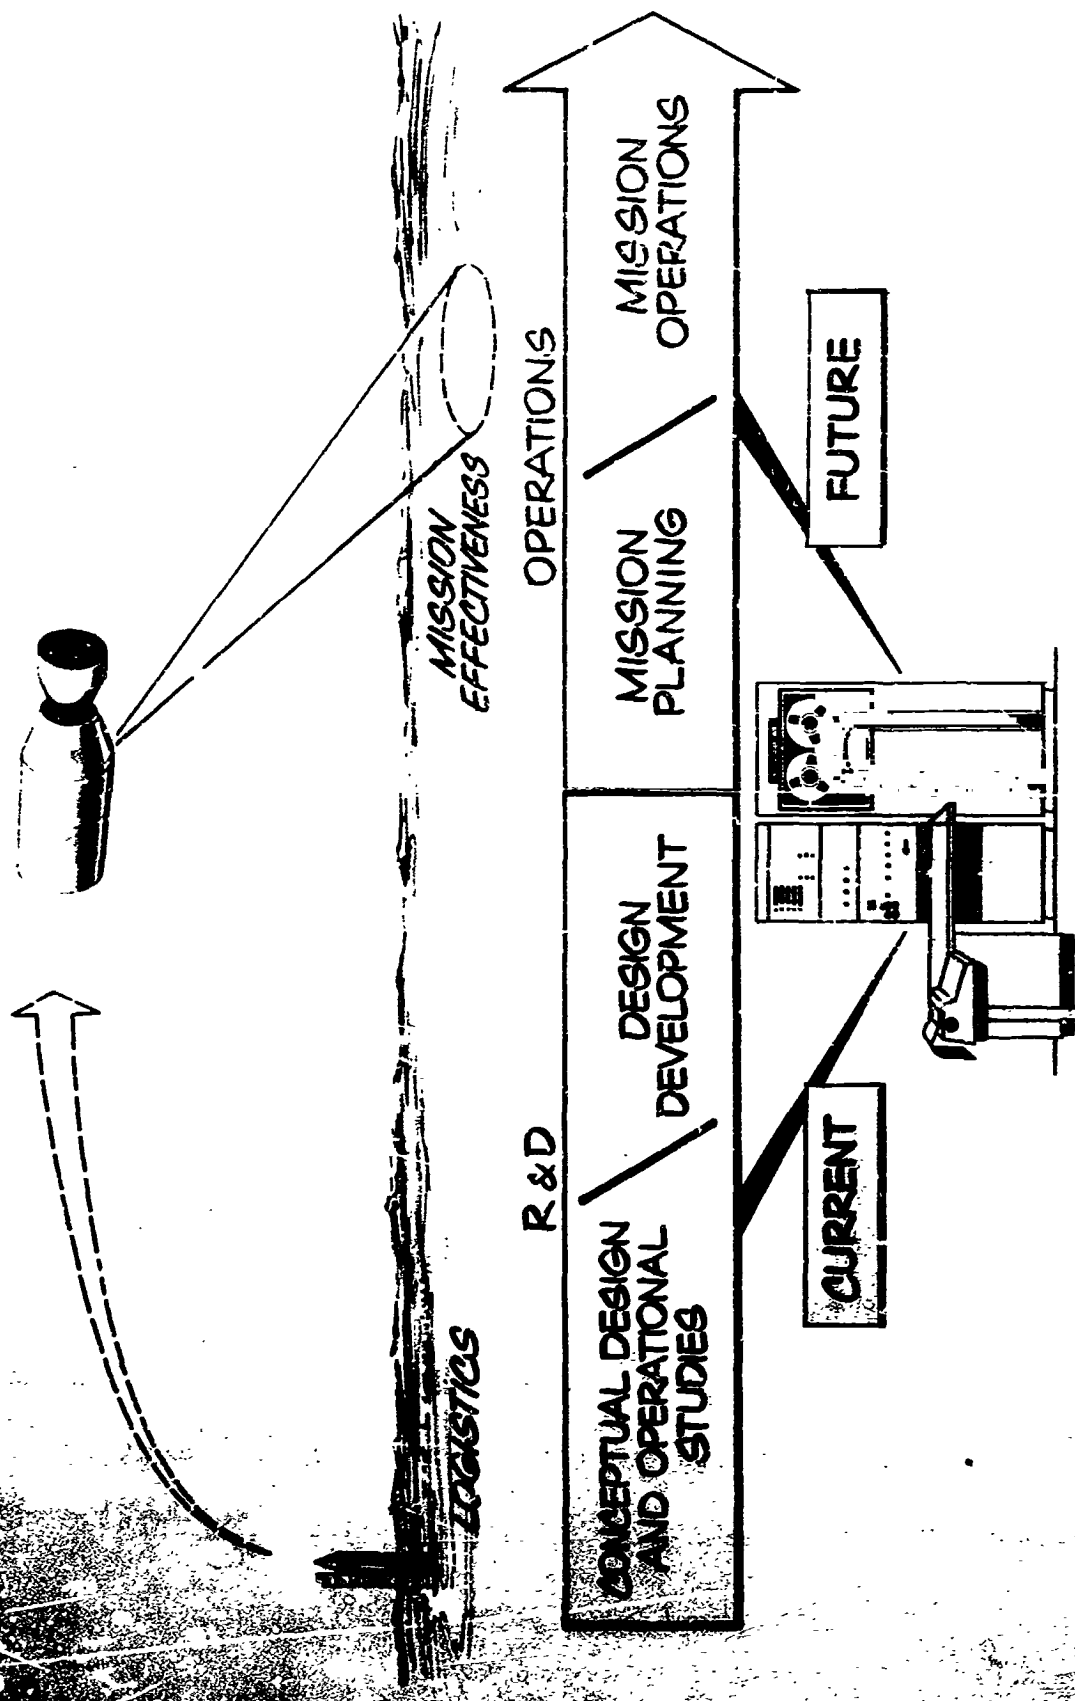 LOGISTICS
MISSION
EFFECTIVENESS
R & D
OPERATIONS
CONCEPTUAL DESIGN
AND OPERATIONAL
STUDIES
DESIGN
DEVELOPMENT
MISSION
PLANNING
MISSION
OPERATIONS
CURRENT
FUTURE